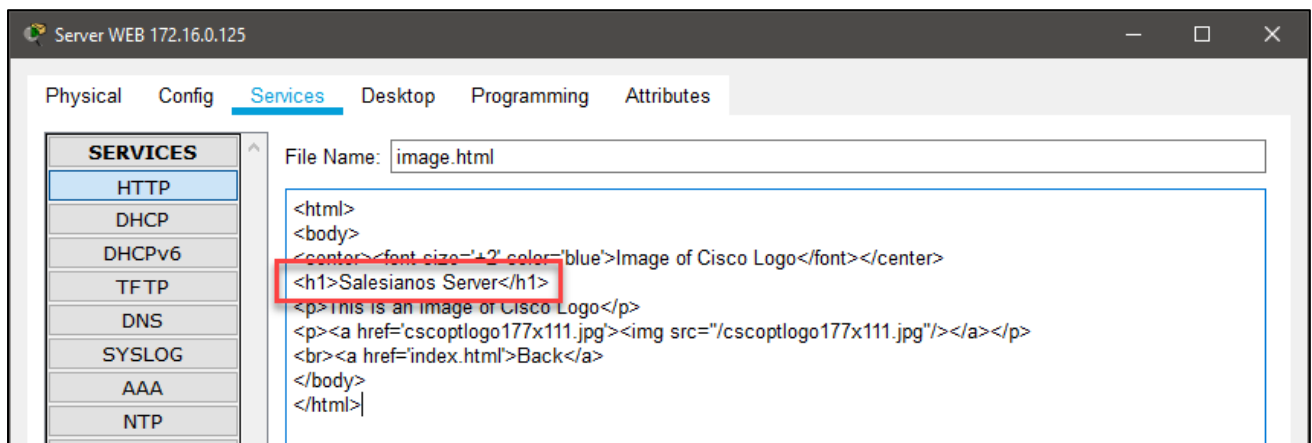 Server WEB 172.16.0.125
Physical Config Services Desktop Programming Attributes
SERVICES
HTTP
DHCP
DHCPv6
TFTP
DNS
SYSLOG
AAA
NTP
File Name: image.html
<html>
<body>
<center><font size='+2' color='blue'>Image of Cisco Logo</font></center>
<h1>Salesianos Server</h1>
<p>This is an image of Cisco Logo</p>
<p><a href='cscoptlogo177x111.jpg'><img src="/cscoptlogo177x111.jpg"/></a></p>
<br><a href='index.html'>Back</a>
</body>
</html>